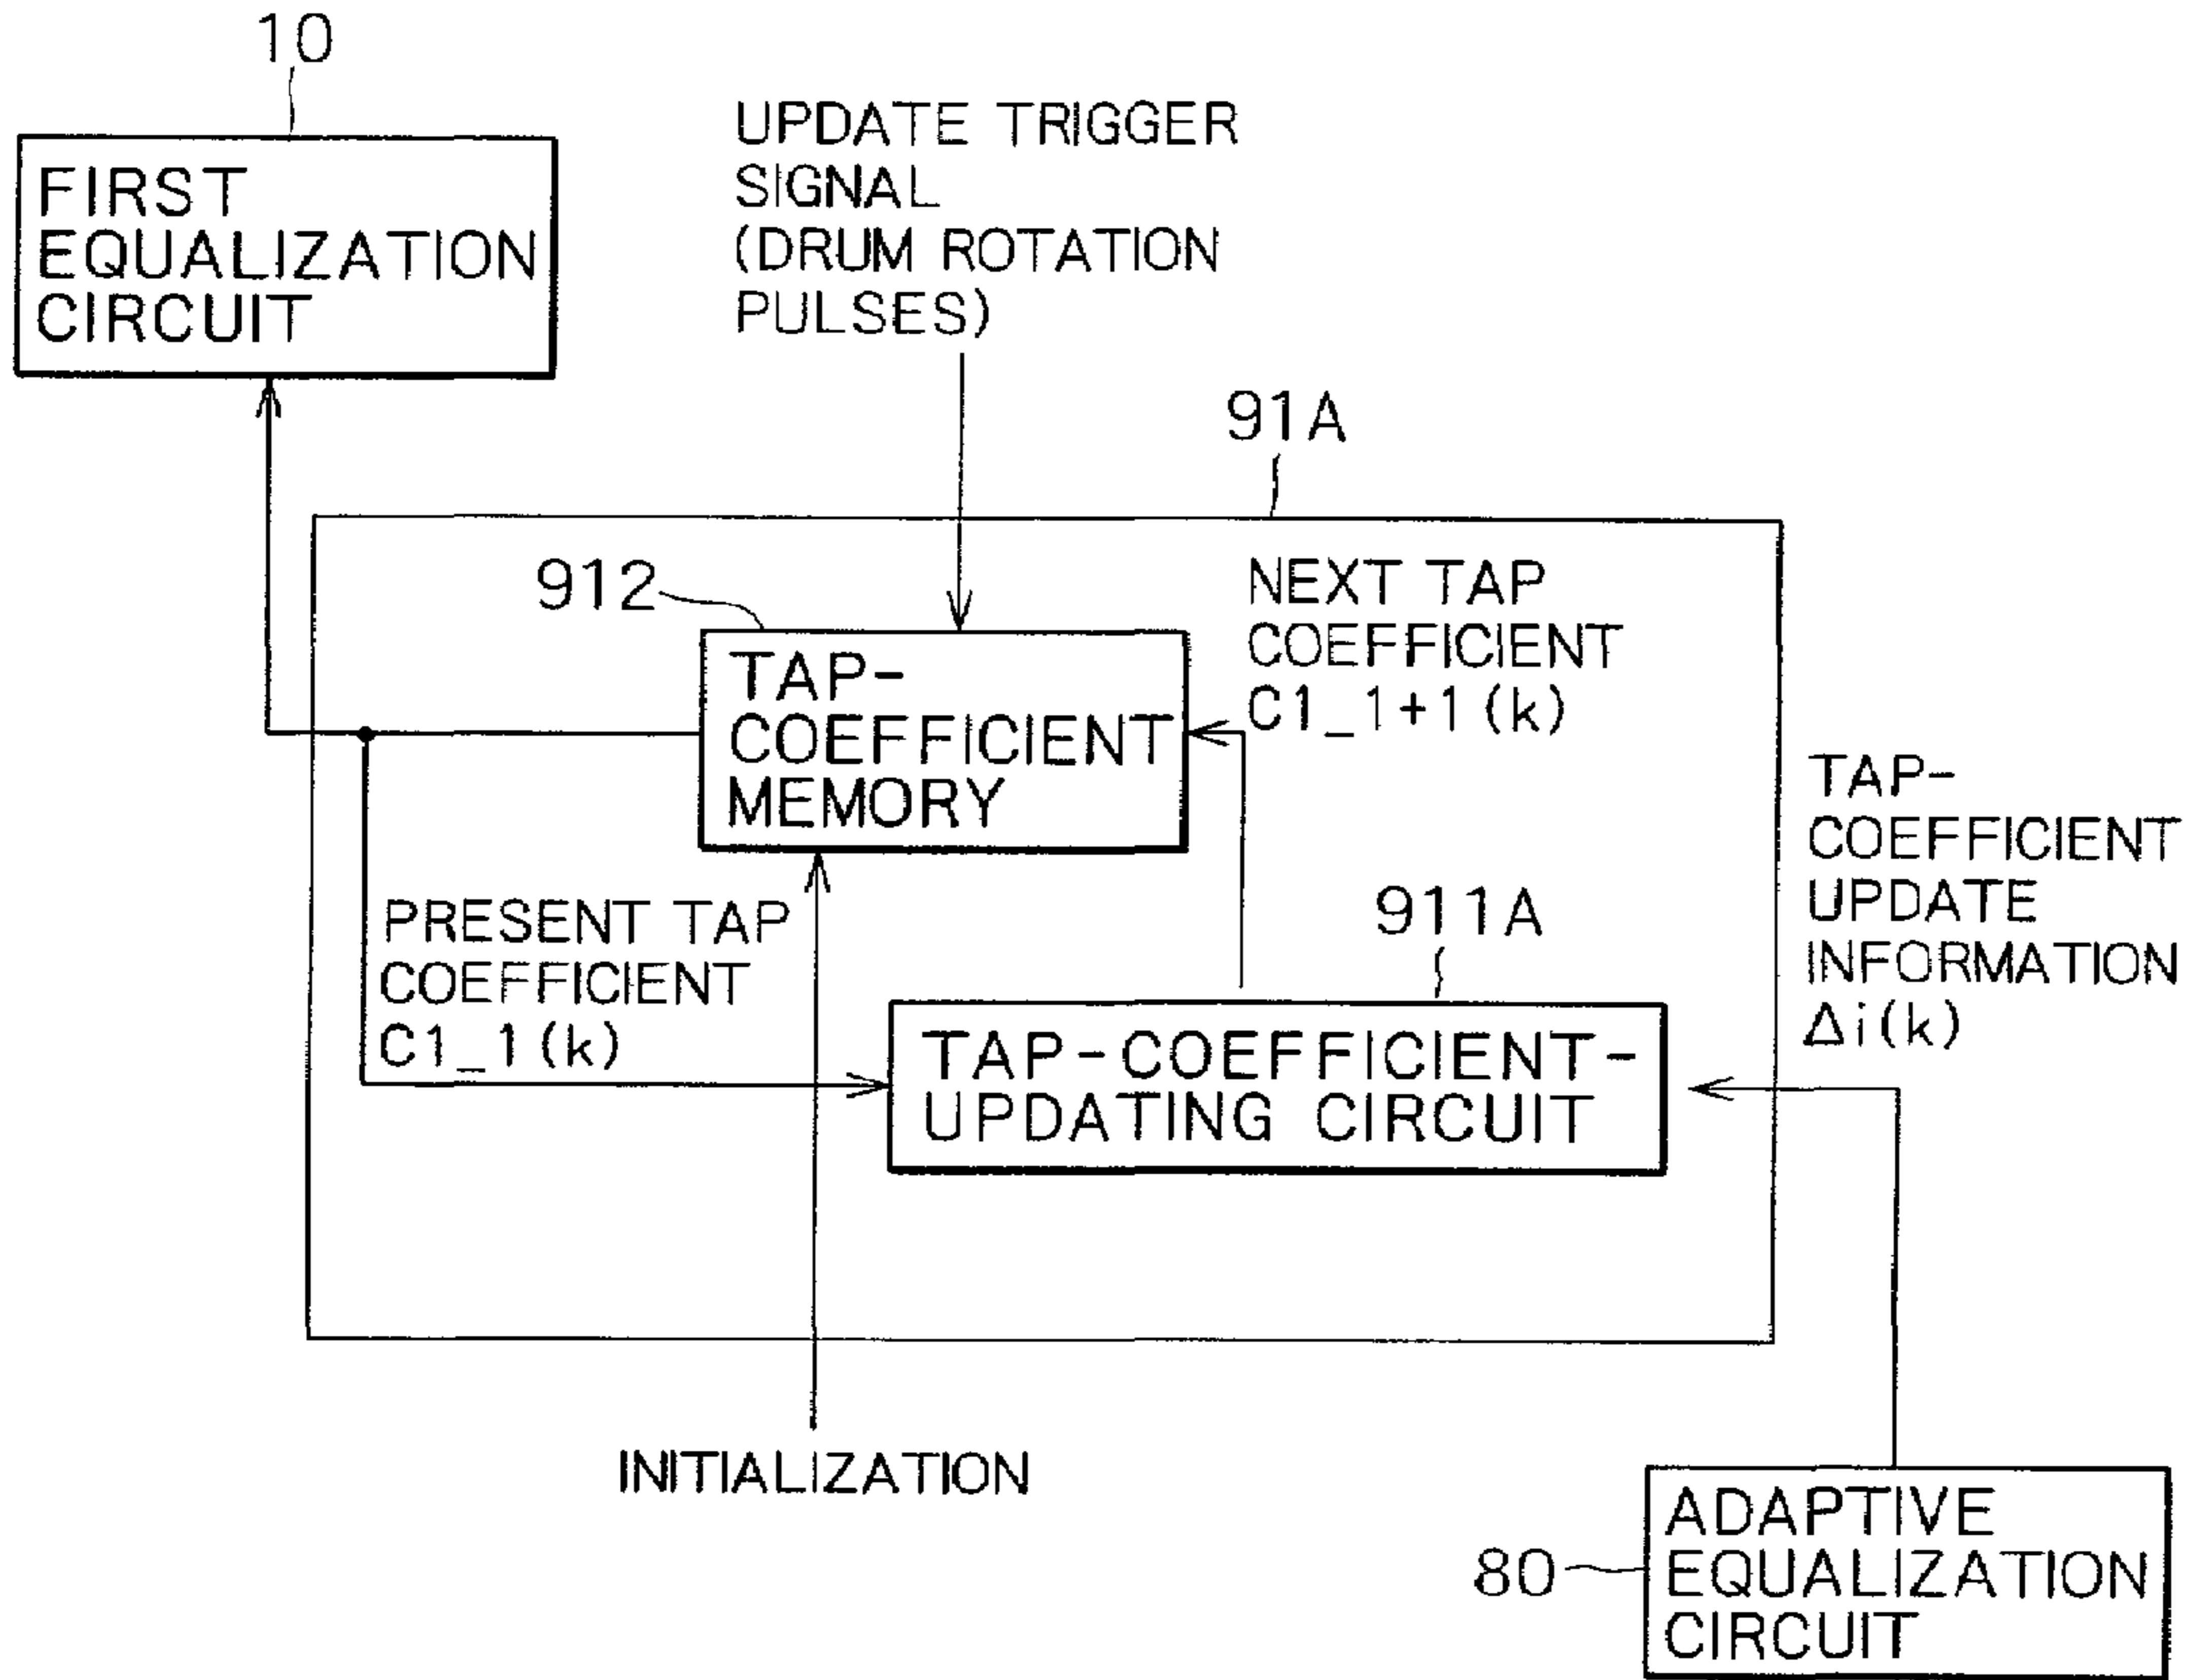 10
FIRST
EQUALIZATION
CIRCUIT
UPDATE TRIGGER
SIGNAL
(DRUM ROTATION
PULSES)
91A
912
TAP-
COEFFICIENT
MEMORY
NEXT TAP
COEFFICIENT
C1_1+1(k)
TAP-
COEFFICIENT
UPDATE
INFORMATION
Δi(k)
PRESENT TAP
COEFFICIENT
C1_1(k)
911A
TAP-COEFFICIENT-
UPDATING CIRCUIT
INITIALIZATION
80
ADAPTIVE
EQUALIZATION
CIRCUIT